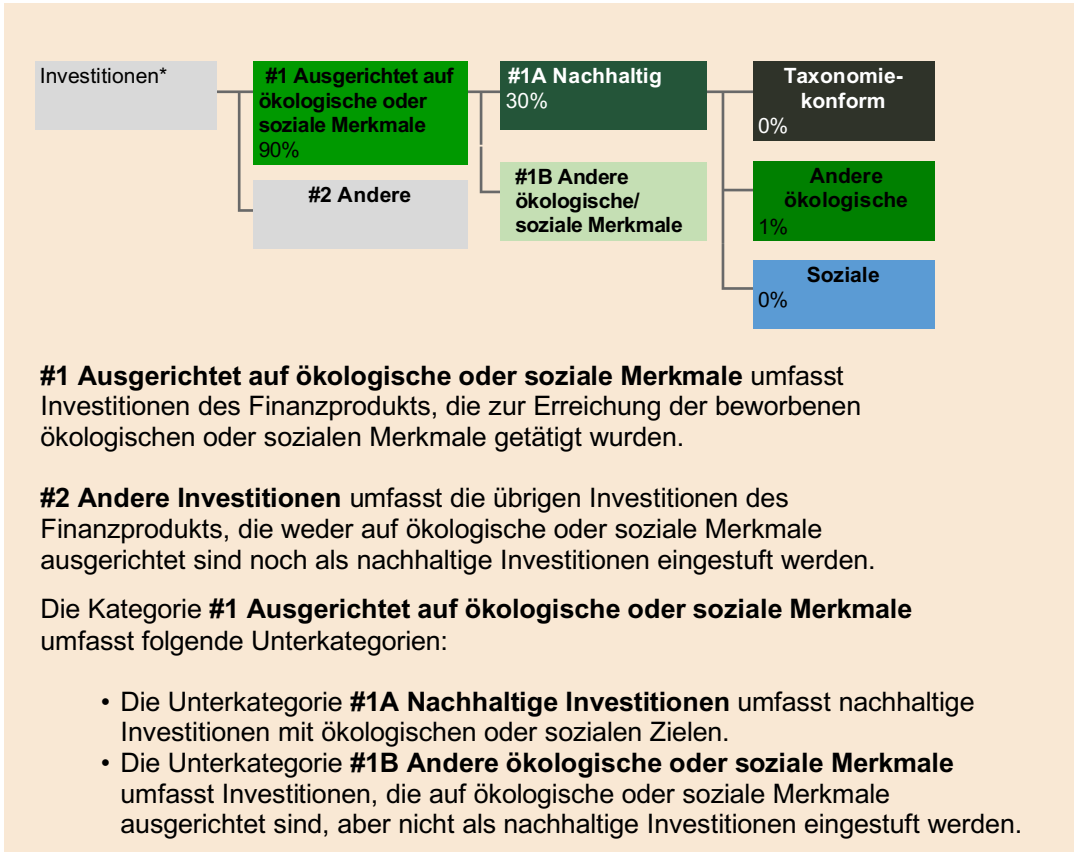 Investitionen*
#1 Ausgerichtet auf
ökologische oder
soziale Merkmale
90%
#2 Andere
#1A Nachhaltig
30%
#1B Andere
ökologische/
soziale Merkmale
Taxonomie-
konform
0%
Andere
ökologische
1%
Soziale
0%
#1 Ausgerichtet auf ökologische oder soziale Merkmale umfasst
Investitionen des Finanzprodukts, die zur Erreichung der beworbenen
ökologischen oder sozialen Merkmale getätigt wurden.
#2 Andere Investitionen umfasst die übrigen Investitionen des
Finanzprodukts, die weder auf ökologische oder soziale Merkmale
ausgerichtet sind noch als nachhaltige Investitionen eingestuft werden.
Die Kategorie #1 Ausgerichtet auf ökologische oder soziale Merkmale
umfasst folgende Unterkategorien:
• Die Unterkategorie #1A Nachhaltige Investitionen umfasst nachhaltige
Investitionen mit ökologischen oder sozialen Zielen.
• Die Unterkategorie #1B Andere ökologische oder soziale Merkmale
umfasst Investitionen, die auf ökologische oder soziale Merkmale
ausgerichtet sind, aber nicht als nachhaltige Investitionen eingestuft werden.